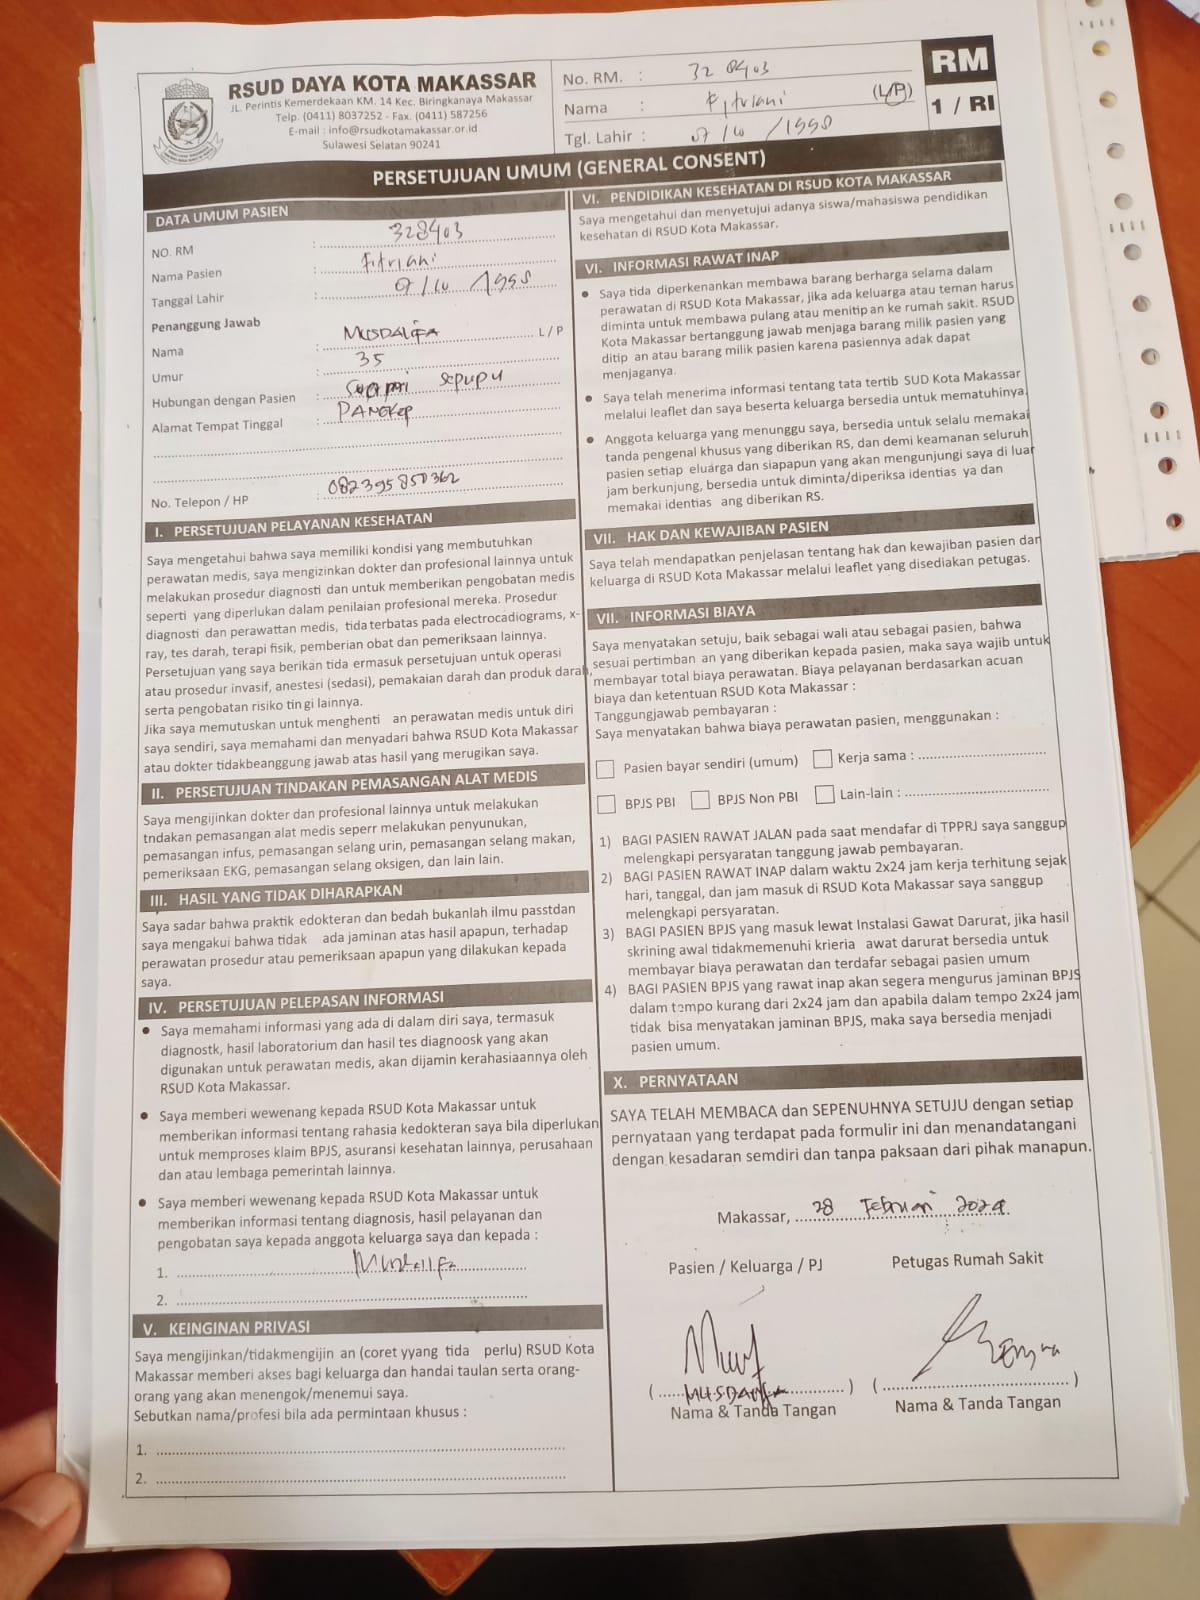 RSUD DAYA KOTA MAKASSAR
JL. Perintis Kemerdekaan KM. 14 Kec. Biringkanaya Makassar
Telp. (0411) 8037252 - Fax. (0411) 587256
E-mail : info@rsudkotamakassar.or.id
Sulawesi Selatan 90241
No. RM. : 328403
Nama : Fitriani (L/P)
Tgl. Lahir : 07/10/1998
RM
1 / RI
PERSETUJUAN UMUM (GENERAL CONSENT)
DATA UMUM PASIEN
NO. RM : 328403
Nama Pasien : Fitriani
Tanggal Lahir : 07/10/1998
Penanggung Jawab
Nama : MUSDALIFA L / P
Umur : 35
Hubungan dengan Pasien : sepupu
Alamat Tempat Tinggal : PANGKEP
No. Telepon / HP : 082395850362
I. PERSETUJUAN PELAYANAN KESEHATAN
Saya mengetahui bahwa saya memiliki kondisi yang membutuhkan
perawatan medis, saya mengizinkan dokter dan profesional lainnya untuk
melakukan prosedur diagnosti dan untuk memberikan pengobatan medis
seperti yang diperlukan dalam penilaian profesional mereka. Prosedur
diagnosti dan perawattan medis, tida terbatas pada electrocadiograms, x-
ray, tes darah, terapi fisik, pemberian obat dan pemeriksaan lainnya.
Persetujuan yang saya berikan tida ermasuk persetujuan untuk operasi
atau prosedur invasif, anestesi (sedasi), pemakaian darah dan produk darah,
serta pengobatan risiko tin gi lainnya.
Jika saya memutuskan untuk menghenti an perawatan medis untuk diri
saya sendiri, saya memahami dan menyadari bahwa RSUD Kota Makassar
atau dokter tidakbeanggung jawab atas hasil yang merugikan saya.
II. PERSETUJUAN TINDAKAN PEMASANGAN ALAT MEDIS
Saya mengijinkan dokter dan profesional lainnya untuk melakukan
tndakan pemasangan alat medis seperr melakukan penyunukan,
pemasangan infus, pemasangan selang urin, pemasangan selang makan,
pemeriksaan EKG, pemasangan selang oksigen, dan lain lain.
III. HASIL YANG TIDAK DIHARAPKAN
Saya sadar bahwa praktik edokteran dan bedah bukanlah ilmu passtdan
saya mengakui bahwa tidak ada jaminan atas hasil apapun, terhadap
perawatan prosedur atau pemeriksaan apapun yang dilakukan kepada
saya.
IV. PERSETUJUAN PELEPASAN INFORMASI
• Saya memahami informasi yang ada di dalam diri saya, termasuk
diagnostk, hasil laboratorium dan hasil tes diagnoosk yang akan
digunakan untuk perawatan medis, akan dijamin kerahasiaannya oleh
RSUD Kota Makassar.
• Saya memberi wewenang kepada RSUD Kota Makassar untuk
memberikan informasi tentang rahasia kedokteran saya bila diperlukan
untuk memproses klaim BPJS, asuransi kesehatan lainnya, perusahaan
dan atau lembaga pemerintah lainnya.
• Saya memberi wewenang kepada RSUD Kota Makassar untuk
memberikan informasi tentang diagnosis, hasil pelayanan dan
pengobatan saya kepada anggota keluarga saya dan kepada :
1. Musdalifa
2.
V. KEINGINAN PRIVASI
Saya mengijinkan/tidakmengijin an (coret yyang tida perlu) RSUD Kota
Makassar memberi akses bagi keluarga dan handai taulan serta orang-
orang yang akan menengok/menemui saya.
Sebutkan nama/profesi bila ada permintaan khusus :
1.
2.
VI. PENDIDIKAN KESEHATAN DI RSUD KOTA MAKASSAR
Saya mengetahui dan menyetujui adanya siswa/mahasiswa pendidikan
kesehatan di RSUD Kota Makassar.
VI. INFORMASI RAWAT INAP
• Saya tida diperkenankan membawa barang berharga selama dalam
perawatan di RSUD Kota Makassar, jika ada keluarga atau teman harus
diminta untuk membawa pulang atau menitip an ke rumah sakit. RSUD
Kota Makassar bertanggung jawab menjaga barang milik pasien yang
ditip an atau barang milik pasien karena pasiennya adak dapat
menjaganya.
• Saya telah menerima informasi tentang tata tertib SUD Kota Makassar
melalui leaflet dan saya beserta keluarga bersedia untuk mematuhinya.
• Anggota keluarga yang menunggu saya, bersedia untuk selalu memakai
tanda pengenal khusus yang diberikan RS, dan demi keamanan seluruh
pasien setiap eluarga dan siapapun yang akan mengunjungi saya di luar
jam berkunjung, bersedia untuk diminta/diperiksa identias ya dan
memakai identias ang diberikan RS.
VII. HAK DAN KEWAJIBAN PASIEN
Saya telah mendapatkan penjelasan tentang hak dan kewajiban pasien dan
keluarga di RSUD Kota Makassar melalui leaflet yang disediakan petugas.
VII. INFORMASI BIAYA
Saya menyatakan setuju, baik sebagai wali atau sebagai pasien, bahwa
sesuai pertimban an yang diberikan kepada pasien, maka saya wajib untuk
membayar total biaya perawatan. Biaya pelayanan berdasarkan acuan
biaya dan ketentuan RSUD Kota Makassar :
Tanggungjawab pembayaran :
Saya menyatakan bahwa biaya perawatan pasien, menggunakan :
Pasien bayar sendiri (umum) Kerja sama :
BPJS PBI BPJS Non PBI Lain-lain :
1) BAGI PASIEN RAWAT JALAN pada saat mendafar di TPPRJ saya sanggup
melengkapi persyaratan tanggung jawab pembayaran.
2) BAGI PASIEN RAWAT INAP dalam waktu 2x24 jam kerja terhitung sejak
hari, tanggal, dan jam masuk di RSUD Kota Makassar saya sanggup
melengkapi persyaratan.
3) BAGI PASIEN BPJS yang masuk lewat Instalasi Gawat Darurat, jika hasil
skrining awal tidakmemenuhi krieria awat darurat bersedia untuk
membayar biaya perawatan dan terdafar sebagai pasien umum
4) BAGI PASIEN BPJS yang rawat inap akan segera mengurus jaminan BPJS
dalam tempo kurang dari 2x24 jam dan apabila dalam tempo 2x24 jam
tidak bisa menyatakan jaminan BPJS, maka saya bersedia menjadi
pasien umum.
X. PERNYATAAN
SAYA TELAH MEMBACA dan SEPENUHNYA SETUJU dengan setiap
pernyataan yang terdapat pada formulir ini dan menandatangani
dengan kesadaran semdiri dan tanpa paksaan dari pihak manapun.
Makassar, 28 Februari 2024
Pasien / Keluarga / PJ Petugas Rumah Sakit
( MUSDALIFA ) ( )
Nama & Tanda Tangan Nama & Tanda Tangan